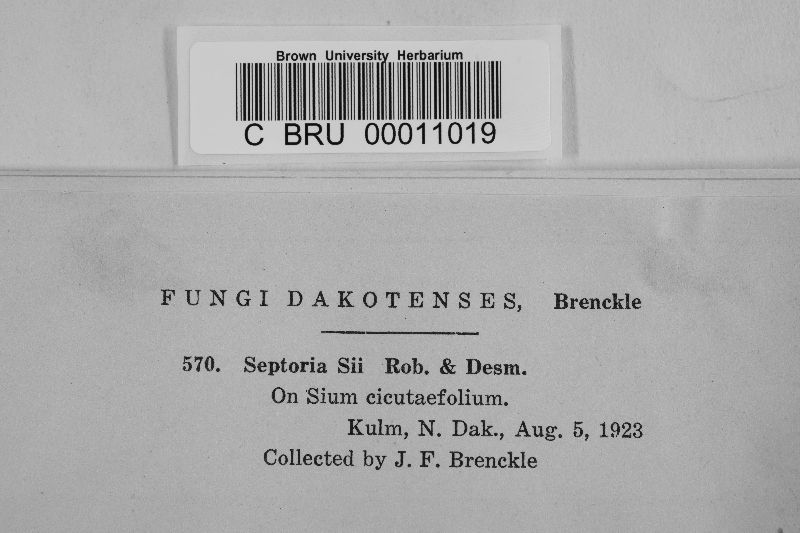 Brown University Herbarium
C BRU 00011019
FUNGI DAKOTENSES, Brenckle
570. Septoria Sii Rob. & Desm.
On Sium cicutaefolium.
Kulm, N. Dak., Aug. 5, 1923
Collected by J. F. Brenckle